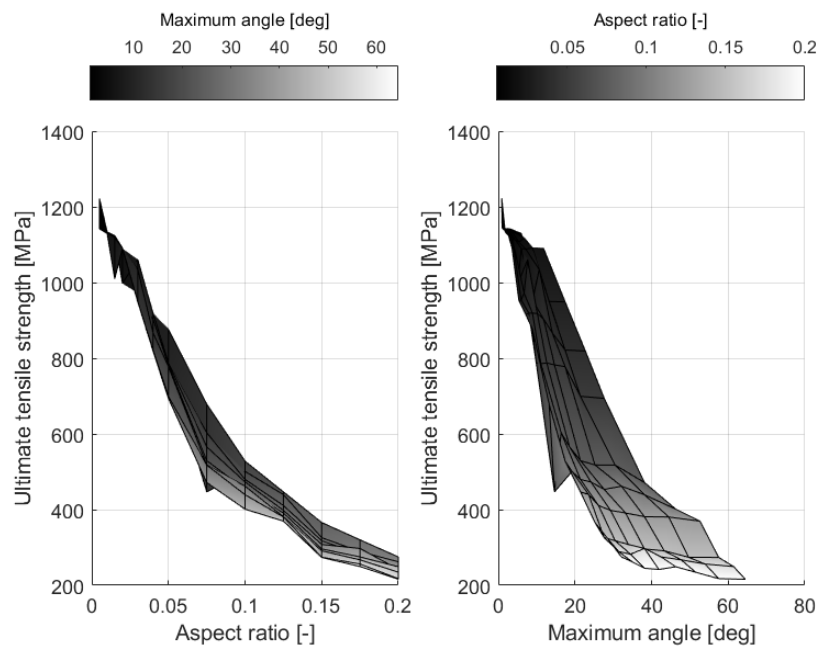 Maximum angle [deg]
10 20 30 40 50 60
Aspect ratio [-]
0.05 0.1 0.15 0.2
Ultimate tensile strength [MPa]
1400
1200
1000
800
600
400
200
0 0.05 0.1 0.15 0.2
Aspect ratio [-]
Ultimate tensile strength [MPa]
1400
1200
1000
800
600
400
200
0 20 40 60 80
Maximum angle [deg]